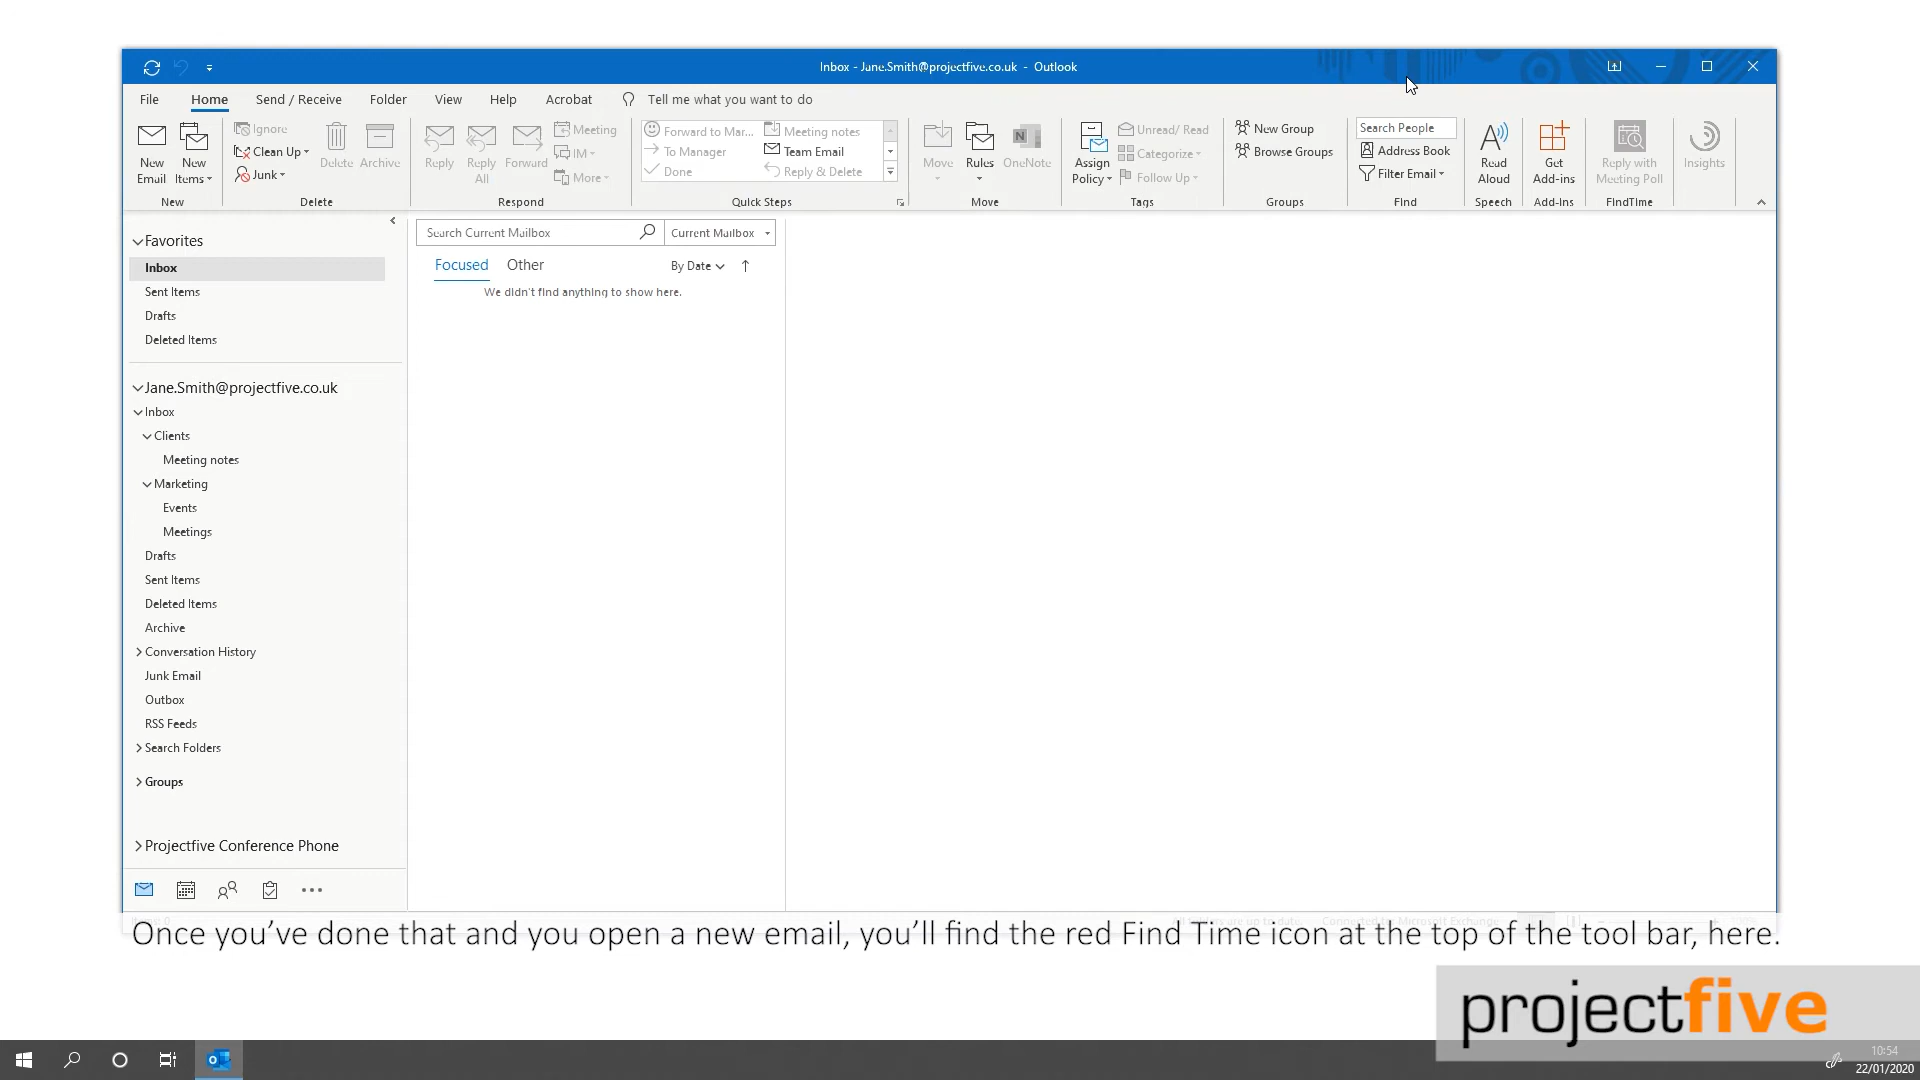 Inbox - Jane.Smith@projectfive.co.uk - Outlook
File Home Send / Receive Folder View Help Acrobat Tell me what you want to do
New Email
New Items
New
Ignore
Clean Up
Junk
Delete
Archive
Delete
Reply
Reply All
Forward
Meeting
IM
More
Respond
Forward to Mar...
To Manager
Done
Meeting notes
Team Email
Reply & Delete
Quick Steps
Move
Rules
OneNote
Move
Assign Policy
Unread/ Read
Categorize
Follow Up
Tags
New Group
Browse Groups
Groups
Search People
Address Book
Filter Email
Find
Read Aloud
Speech
Get Add-ins
Add-ins
Reply with Meeting Poll
FindTime
Insights
Favorites
Inbox
Sent Items
Drafts
Deleted Items
Jane.Smith@projectfive.co.uk
Inbox
Clients
Meeting notes
Marketing
Events
Meetings
Drafts
Sent Items
Deleted Items
Archive
Conversation History
Junk Email
Outbox
RSS Feeds
Search Folders
Groups
Projectfive Conference Phone
Search Current Mailbox Current Mailbox
Focused Other By Date
We didn't find anything to show here.
Once you've done that and you open a new email, you'll find the red Find Time icon at the top of the tool bar, here.
projectfive
10:54
22/01/2020